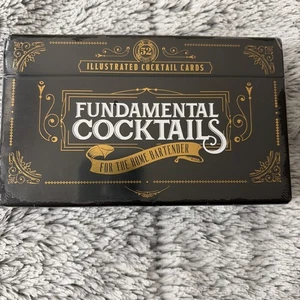 52
ILLUSTRATED COCKTAIL CARDS
FUNDAMENTAL
COCKTAILS
FOR THE HOME BARTENDER